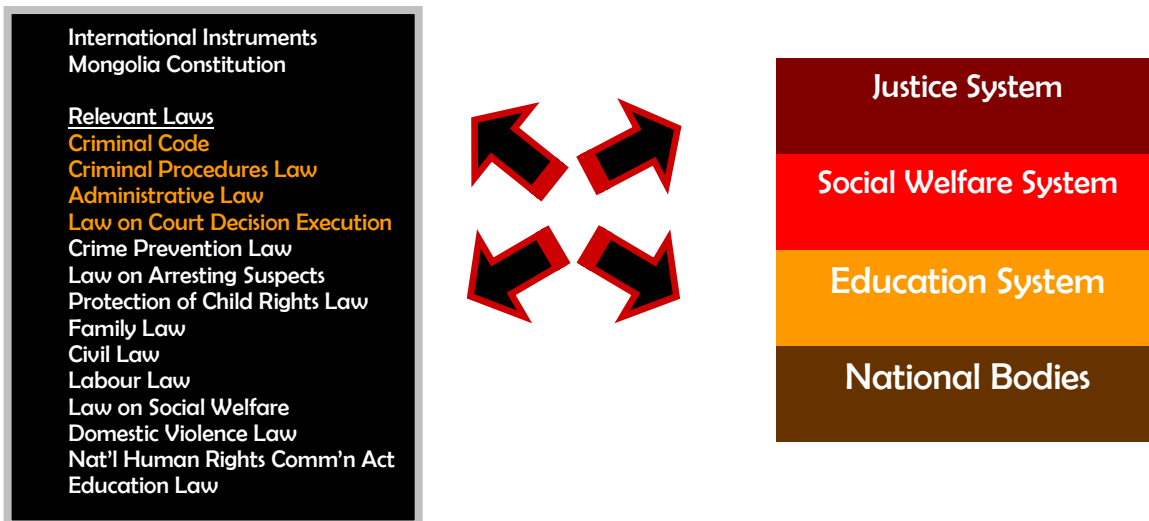 International Instruments
Mongolia Constitution
Relevant Laws
Criminal Code
Criminal Procedures Law
Administrative Law
Law on Court Decision Execution
Crime Prevention Law
Law on Arresting Suspects
Protection of Child Rights Law
Family Law
Civil Law
Labour Law
Law on Social Welfare
Domestic Violence Law
Nat'l Human Rights Comm'n Act
Education Law
Justice System
Social Welfare System
Education System
National Bodies